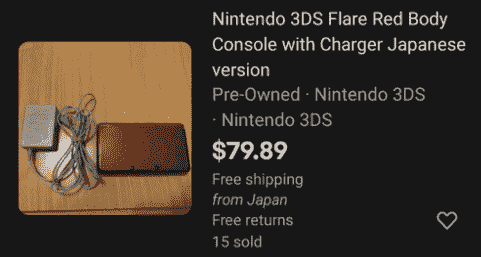 Nintendo 3DS Flare Red Body
Console with Charger Japanese
version
Pre-Owned · Nintendo 3DS
· Nintendo 3DS
$79.89
Free shipping
from Japan
Free returns
15 sold